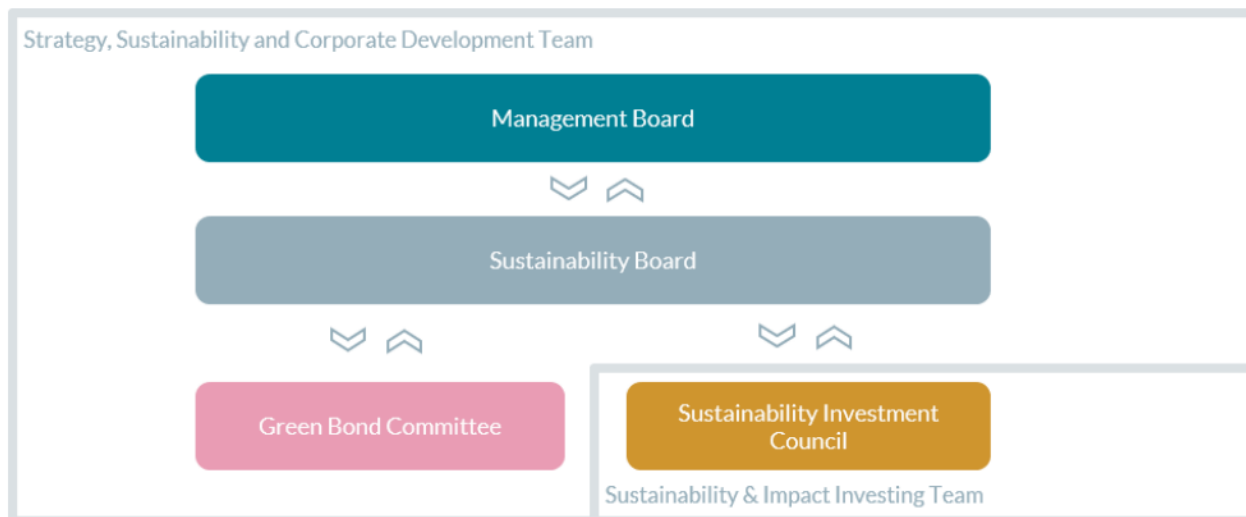 Strategy, Sustainability and Corporate Development Team
Management Board
Sustainability Board
Green Bond Committee
Sustainability Investment
Council
Sustainability & Impact Investing Team